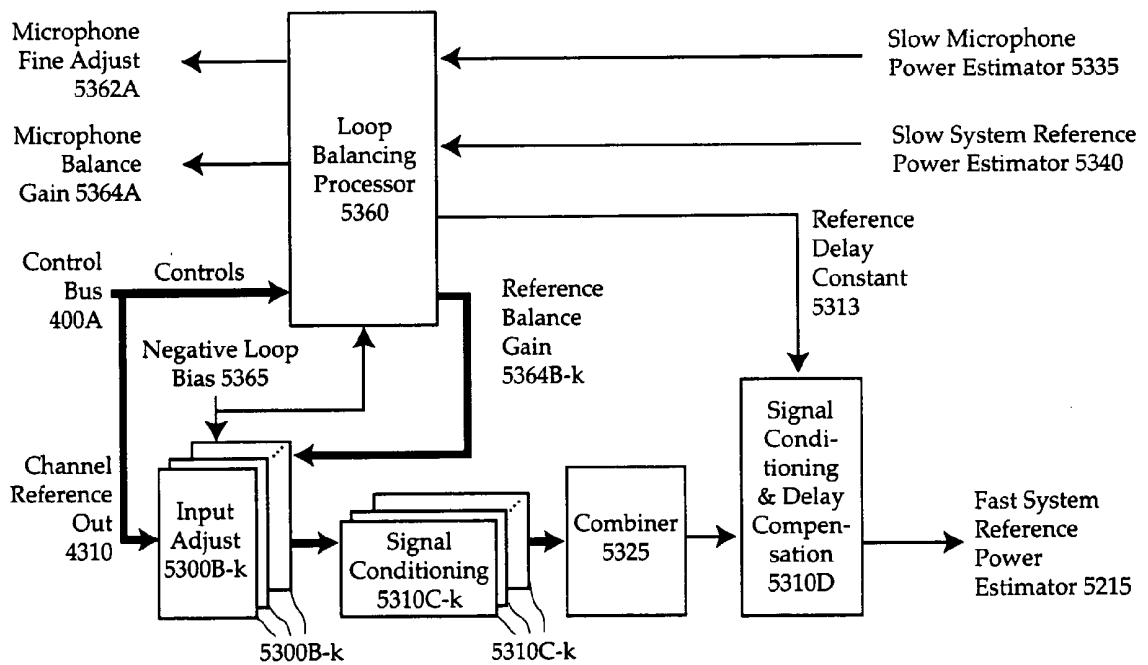 Microphone
Fine Adjust
5362A
Microphone
Balance
Gain 5364A
Control
Bus
400A
Controls
Loop
Balancing
Processor
5360
Slow Microphone
Power Estimator 5335
Slow System Reference
Power Estimator 5340
Reference
Delay
Constant
5313
Reference
Balance
Gain
5364B-k
Negative Loop
Bias 5365
Channel
Reference
Out
4310
Input
Adjust
5300B-k
5300B-k
Signal
Conditioning
5310C-k
5310C-k
Combiner
5325
Signal
Condi-
tioning
& Delay
Compen-
sation
5310D
Fast System
Reference
Power
Estimator 5215